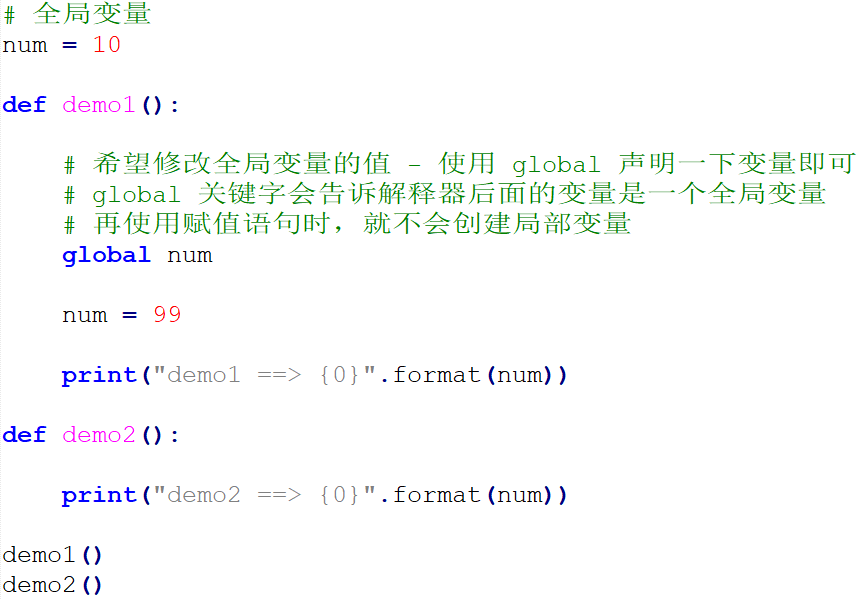 # 全局变量
num = 10
def demo1():
# 希望修改全局变量的值 - 使用 global 声明一下变量即可
# global 关键字会告诉解释器后面的变量是一个全局变量
# 再使用赋值语句时，就不会创建局部变量
global num
num = 99
print("demo1 ==> {0}".format(num))
def demo2():
print("demo2 ==> {0}".format(num))
demo1()
demo2()